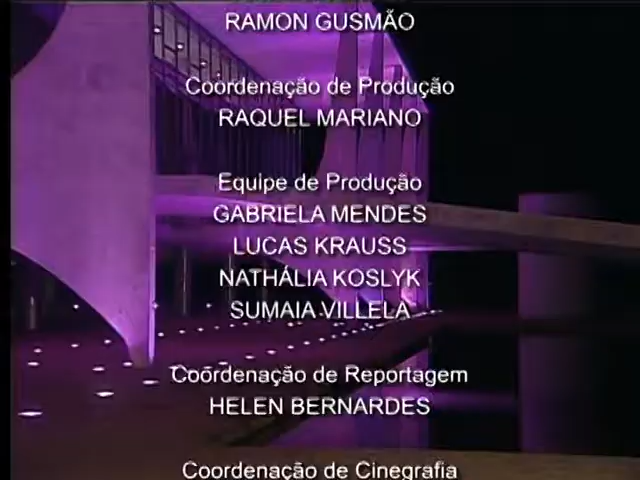 RAMON GUSMÃO
Coordenação de Produção
RAQUEL MARIANO
Equipe de Produção
GABRIELA MENDES
LUCAS KRAUSS
NATHÁLIA KOSLYK
SUMAIA VILLELA
Coordenação de Reportagem
HELEN BERNARDES
Coordenação de Cinegrafia